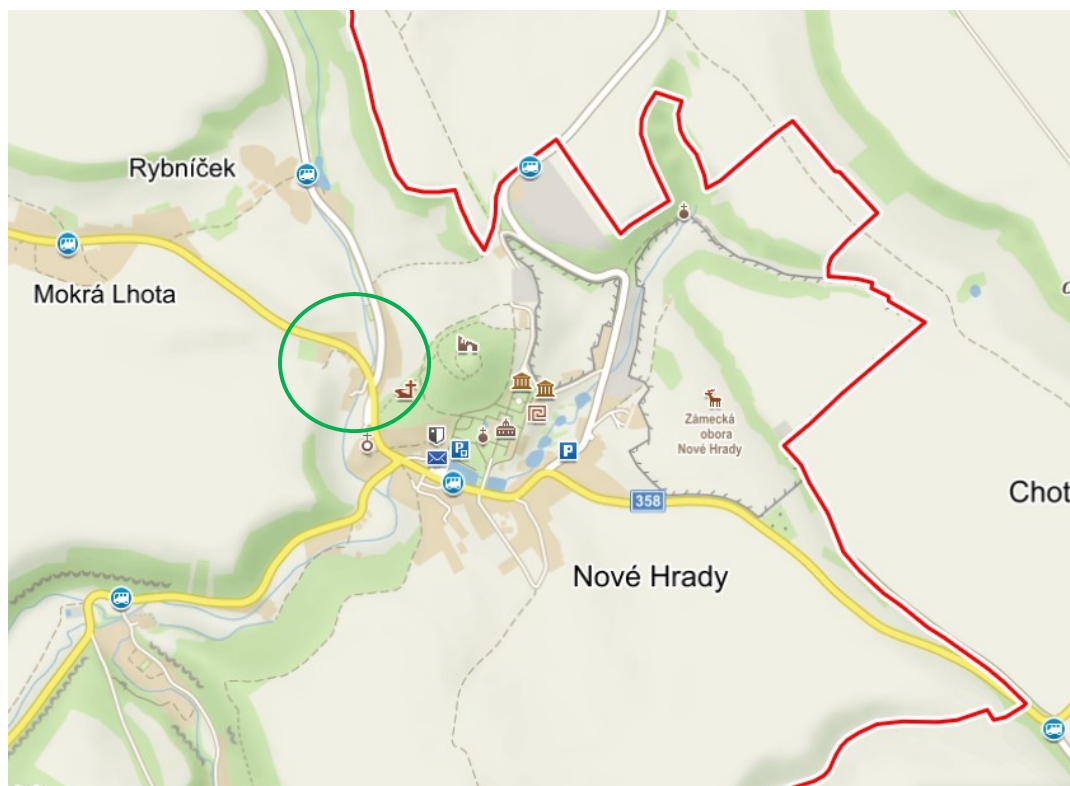 Rybníček
Mokrá Lhota
Zámecká
obora
Nové Hrady
P
P
358
Chot
Nové Hrady